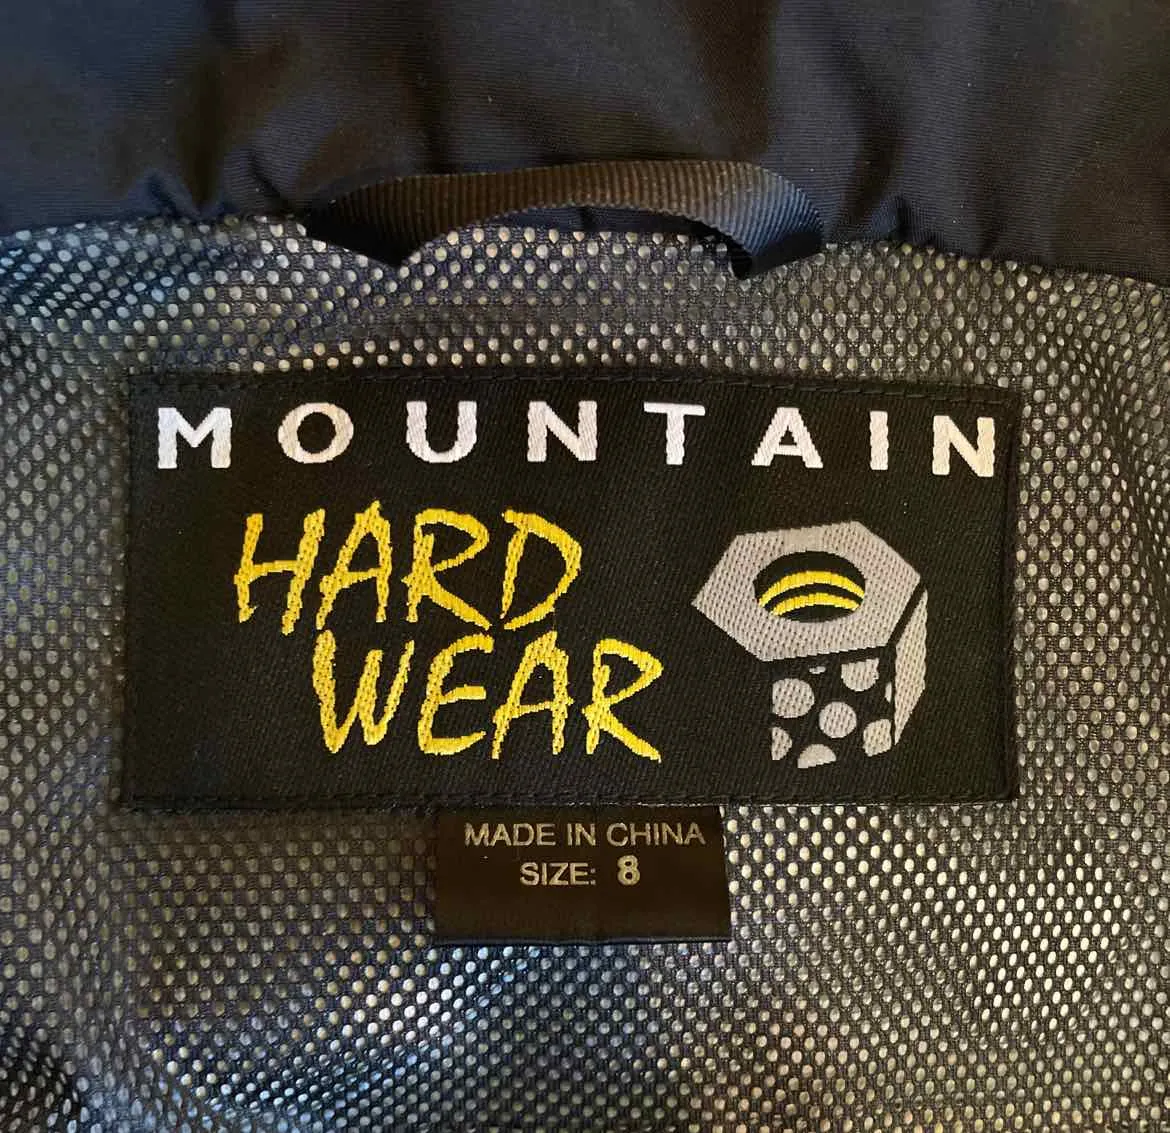 MOUNTAIN
HARD
WEAR
MADE IN CHINA
SIZE: 8